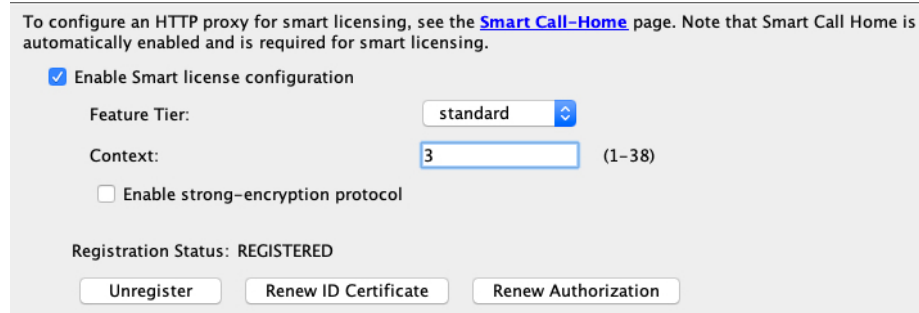 To configure an HTTP proxy for smart licensing, see the Smart Call-Home page. Note that Smart Call Home is
automatically enabled and is required for smart licensing.
Enable Smart license configuration
Feature Tier: standard
Context: 3 (1-38)
Enable strong-encryption protocol
Registration Status: REGISTERED
Unregister Renew ID Certificate Renew Authorization